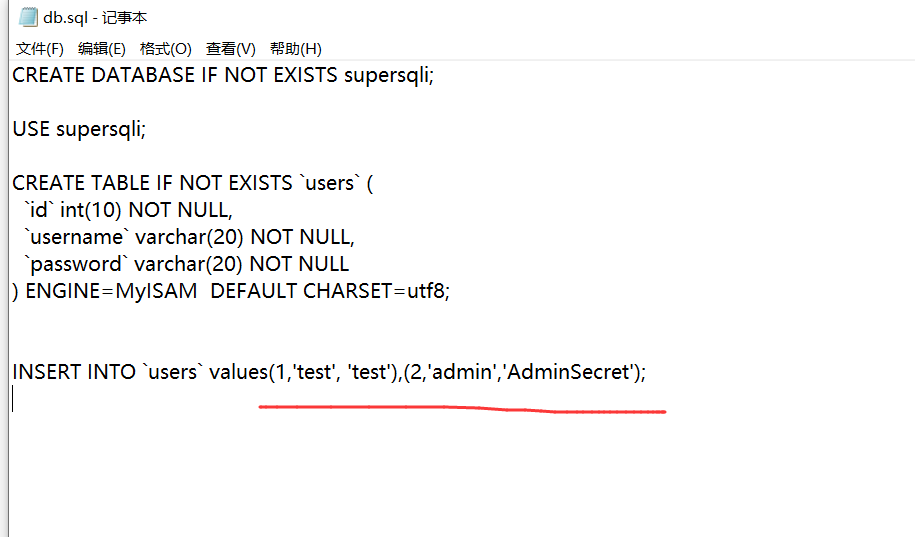 db.sql - 记事本
文件(F) 编辑(E) 格式(O) 查看(V) 帮助(H)
CREATE DATABASE IF NOT EXISTS supersqli;
USE supersqli;
CREATE TABLE IF NOT EXISTS `users` (
`id` int(10) NOT NULL,
`username` varchar(20) NOT NULL,
`password` varchar(20) NOT NULL
) ENGINE=MyISAM  DEFAULT CHARSET=utf8;
INSERT INTO `users` values(1,'test', 'test'),(2,'admin','AdminSecret');